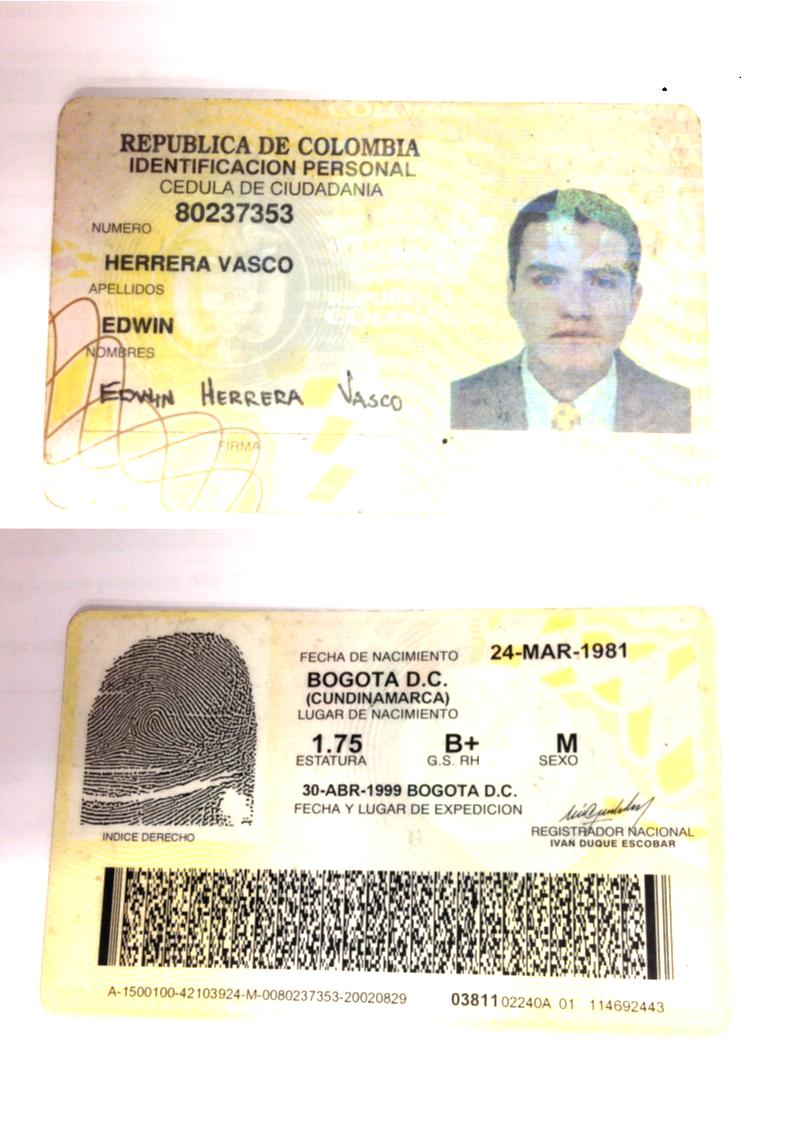 REPUBLICA DE COLOMBIA
IDENTIFICACION PERSONAL
CEDULA DE CIUDADANIA
80237353
NUMERO
HERRERA VASCO
APELLIDOS
EDWIN
NOMBRES
EDWIN HERRERA VASCO
FIRMA
FECHA DE NACIMIENTO 24-MAR-1981
BOGOTA D.C.
(CUNDINAMARCA)
LUGAR DE NACIMIENTO
1.75 B+ M
ESTATURA G.S. RH SEXO
30-ABR-1999 BOGOTA D.C.
FECHA Y LUGAR DE EXPEDICION
INDICE DERECHO
REGISTRADOR NACIONAL
IVAN DUQUE ESCOBAR
A-1500100-42103924-M-0080237353-20020829 03811 02240A 01 114692443